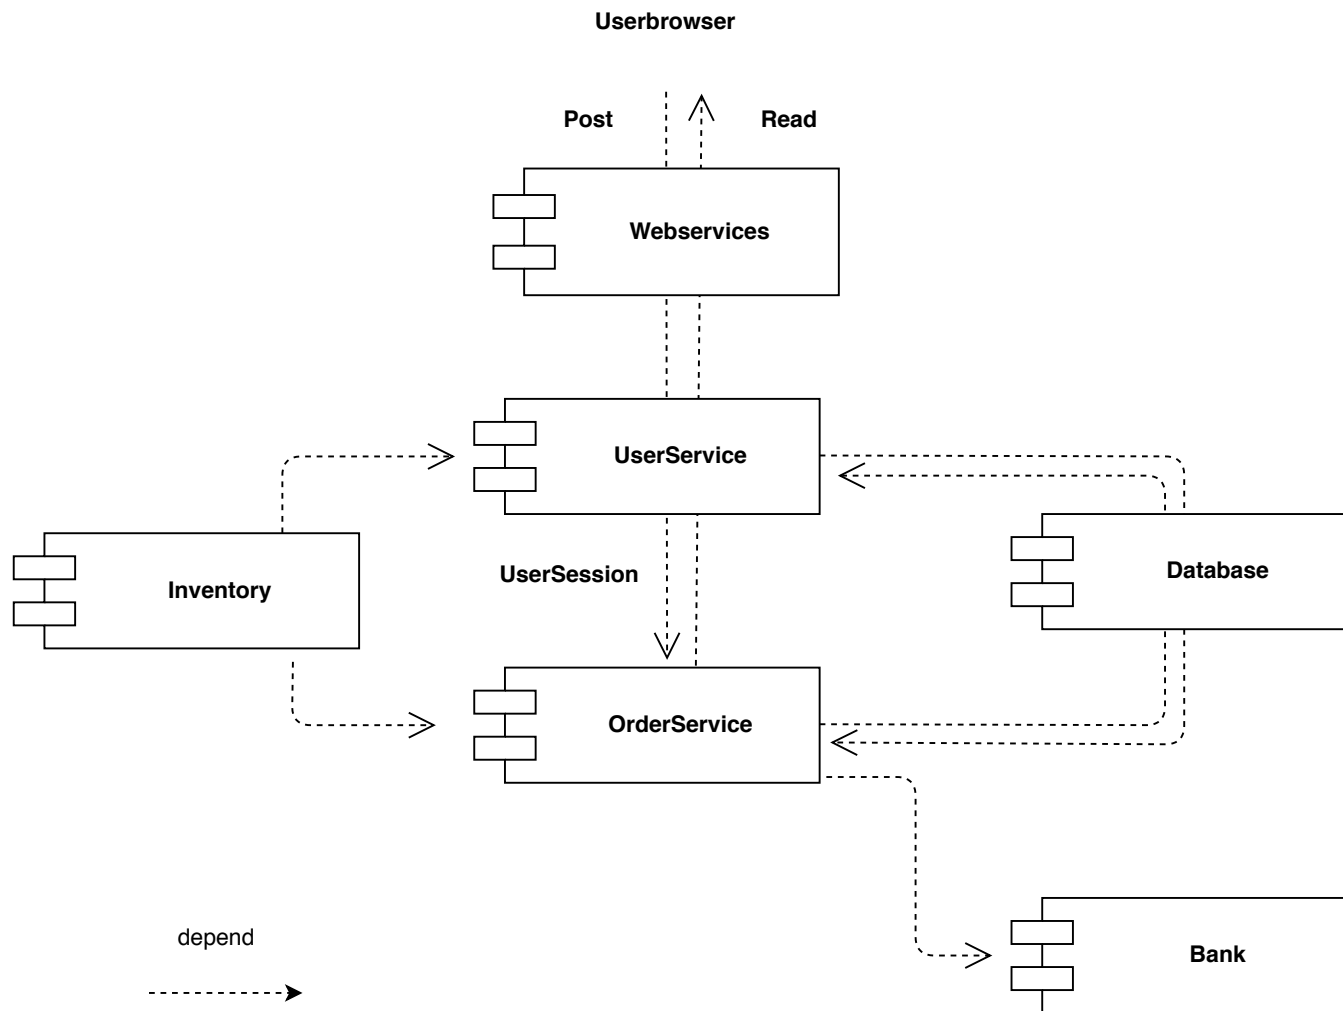 Userbrowser
Post
Read
Webservices
UserService
UserSession
Inventory
Database
OrderService
depend
Bank